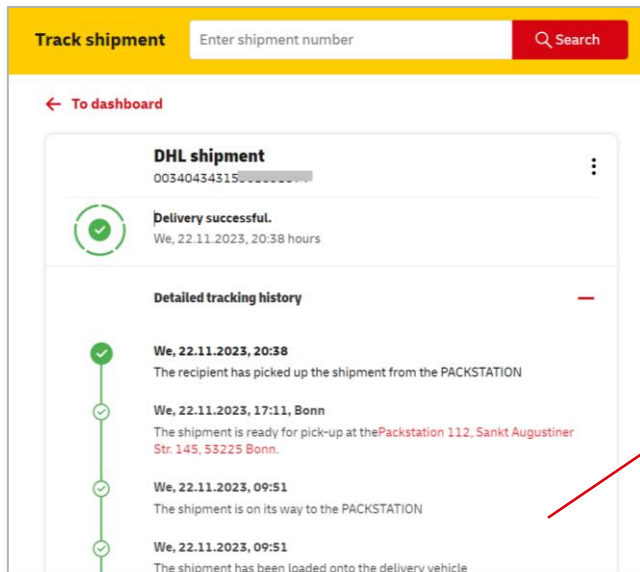 Track shipment
Enter shipment number
Search
To dashboard
DHL shipment
00340434315
Delivery successful.
We, 22.11.2023, 20:38 hours
Detailed tracking history
We, 22.11.2023, 20:38
The recipient has picked up the shipment from the PACKSTATION
We, 22.11.2023, 17:11, Bonn
The shipment is ready for pick-up at thePackstation 112, Sankt Augustiner
Str. 145, 53225 Bonn.
We, 22.11.2023, 09:51
The shipment is on its way to the PACKSTATION
We, 22.11.2023, 09:51
The shipment has been loaded onto the delivery vehicle